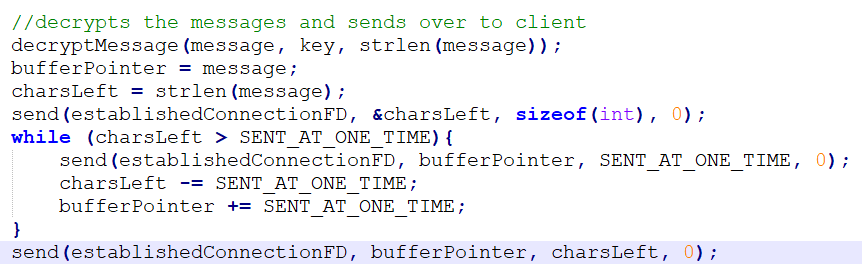 //decrypts the messages and sends over to client
decryptMessage(message, key, strlen(message));
bufferPointer = message;
charsLeft = strlen(message);
send(establishedConnectionFD, &charsLeft, sizeof(int), 0);
while (charsLeft > SENT_AT_ONE_TIME){
    send(establishedConnectionFD, bufferPointer, SENT_AT_ONE_TIME, 0);
    charsLeft -= SENT_AT_ONE_TIME;
    bufferPointer += SENT_AT_ONE_TIME;
}
send(establishedConnectionFD, bufferPointer, charsLeft, 0);